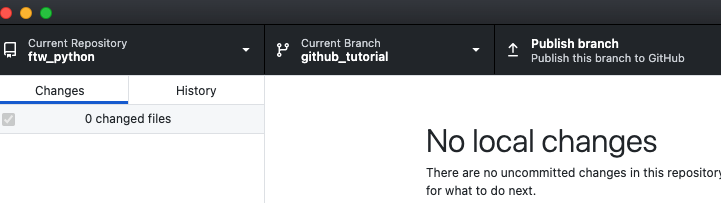 Current Repository
ftw_python
Current Branch
github_tutorial
Publish branch
Publish this branch to GitHub
Changes
History
0 changed files
No local changes
There are no uncommitted changes in this repository
for what to do next.